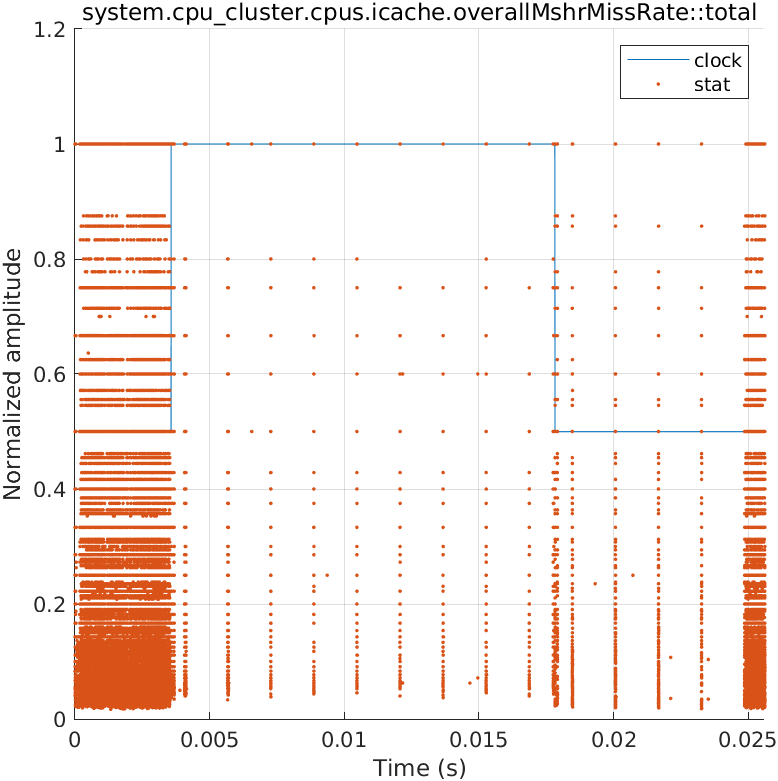 system.cpu_cluster.cpus.icache.overallMshrMissRate::total
1.2
clock
stat
1
0.8
Normalized amplitude
0.6
0.4
0.2
0
0 0.005 0.01 0.015 0.02 0.025
Time (s)